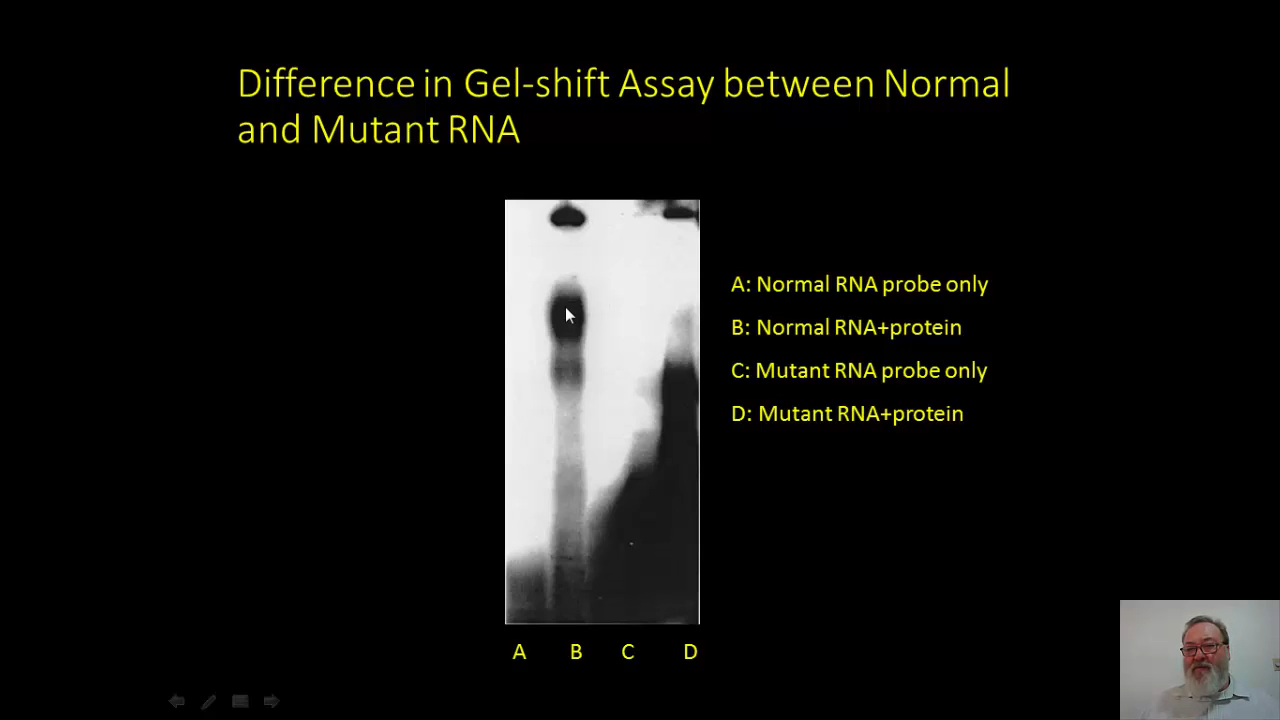 Difference in Gel-shift Assay between Normal
and Mutant RNA
A: Normal RNA probe only
B: Normal RNA+protein
C: Mutant RNA probe only
D: Mutant RNA+protein
A B C D